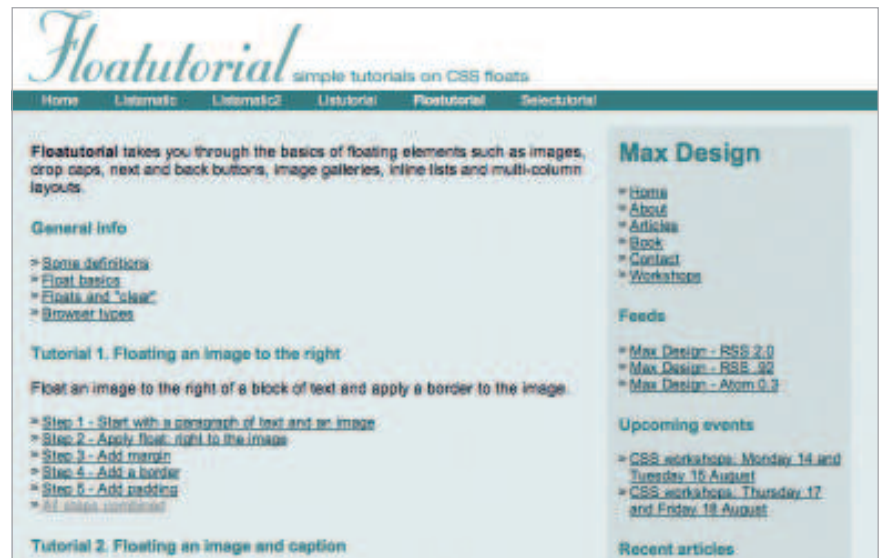 Floatutorial simple tutorials on CSS floats
Home Listamatic Listamatic2 Listutorial Floatutorial Selectutorial
Floatutorial takes you through the basics of floating elements such as images,
drop caps, next and back buttons, image galleries, inline lists and multi-column
layouts.
General info
Some definitions
Float basics
Floats and "clear"
Browser types
Tutorial 1. Floating an image to the right
Float an image to the right of a block of text and apply a border to the image.
Step 1 - Start with a paragraph of text and an image
Step 2 - Apply float: right to the image
Step 3 - Add margin
Step 4 - Add a border
Step 5 - Add padding
All steps combined
Tutorial 2. Floating an image and caption
Max Design
Home
About
Articles
Book
Contact
Workshops
Feeds
Max Design - RSS 2.0
Max Design - RSS .92
Max Design - Atom 0.3
Upcoming events
CSS workshops: Monday 14 and
Tuesday 15 August
CSS workshops: Thursday 17
and Friday 18 August
Recent articles